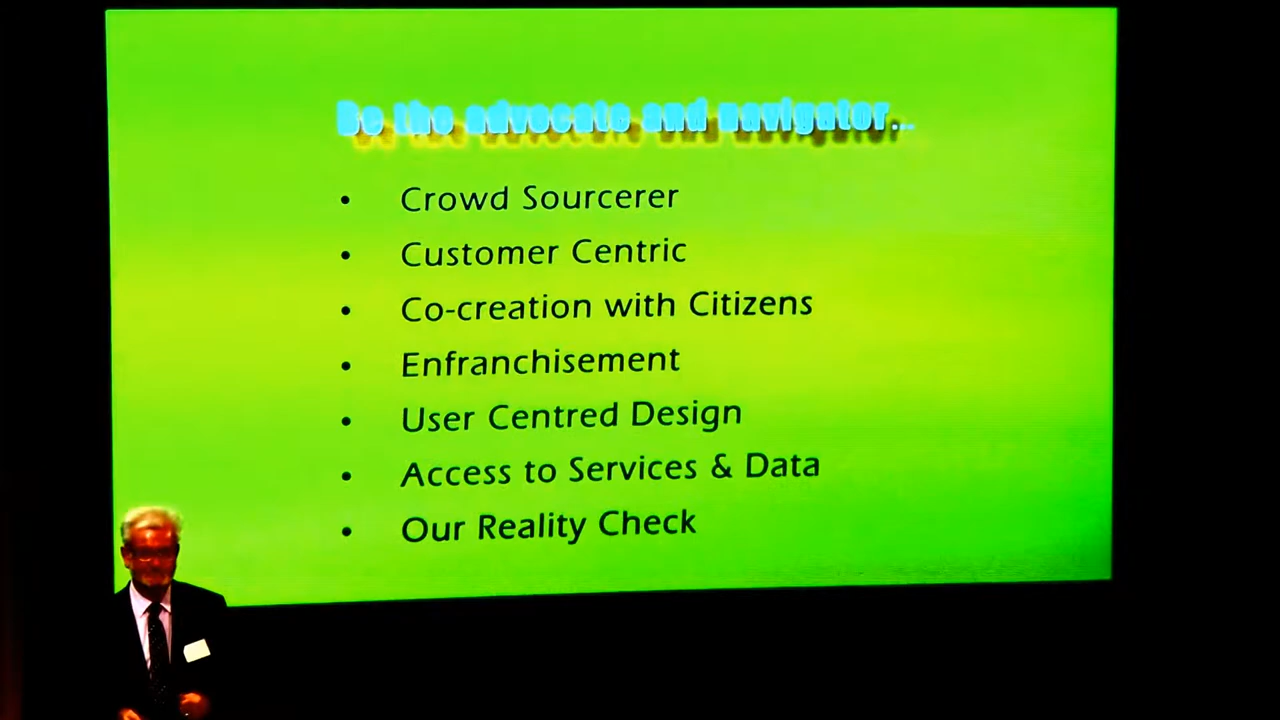 Be the advocate and navigator...
• Crowd Sourcerer
• Customer Centric
• Co-creation with Citizens
• Enfranchisement
• User Centred Design
• Access to Services & Data
• Our Reality Check